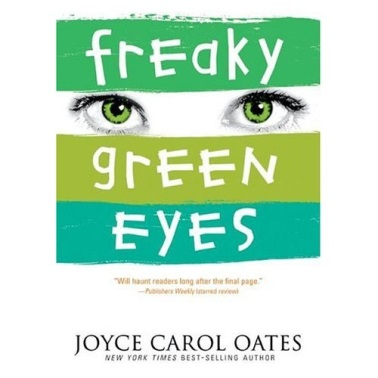 freaky
green
EYES
"Will haunt readers long after the final page."
—Publishers Weekly (starred review)
JOYCE CAROL OATES
NEW YORK TIMES BEST-SELLING AUTHOR